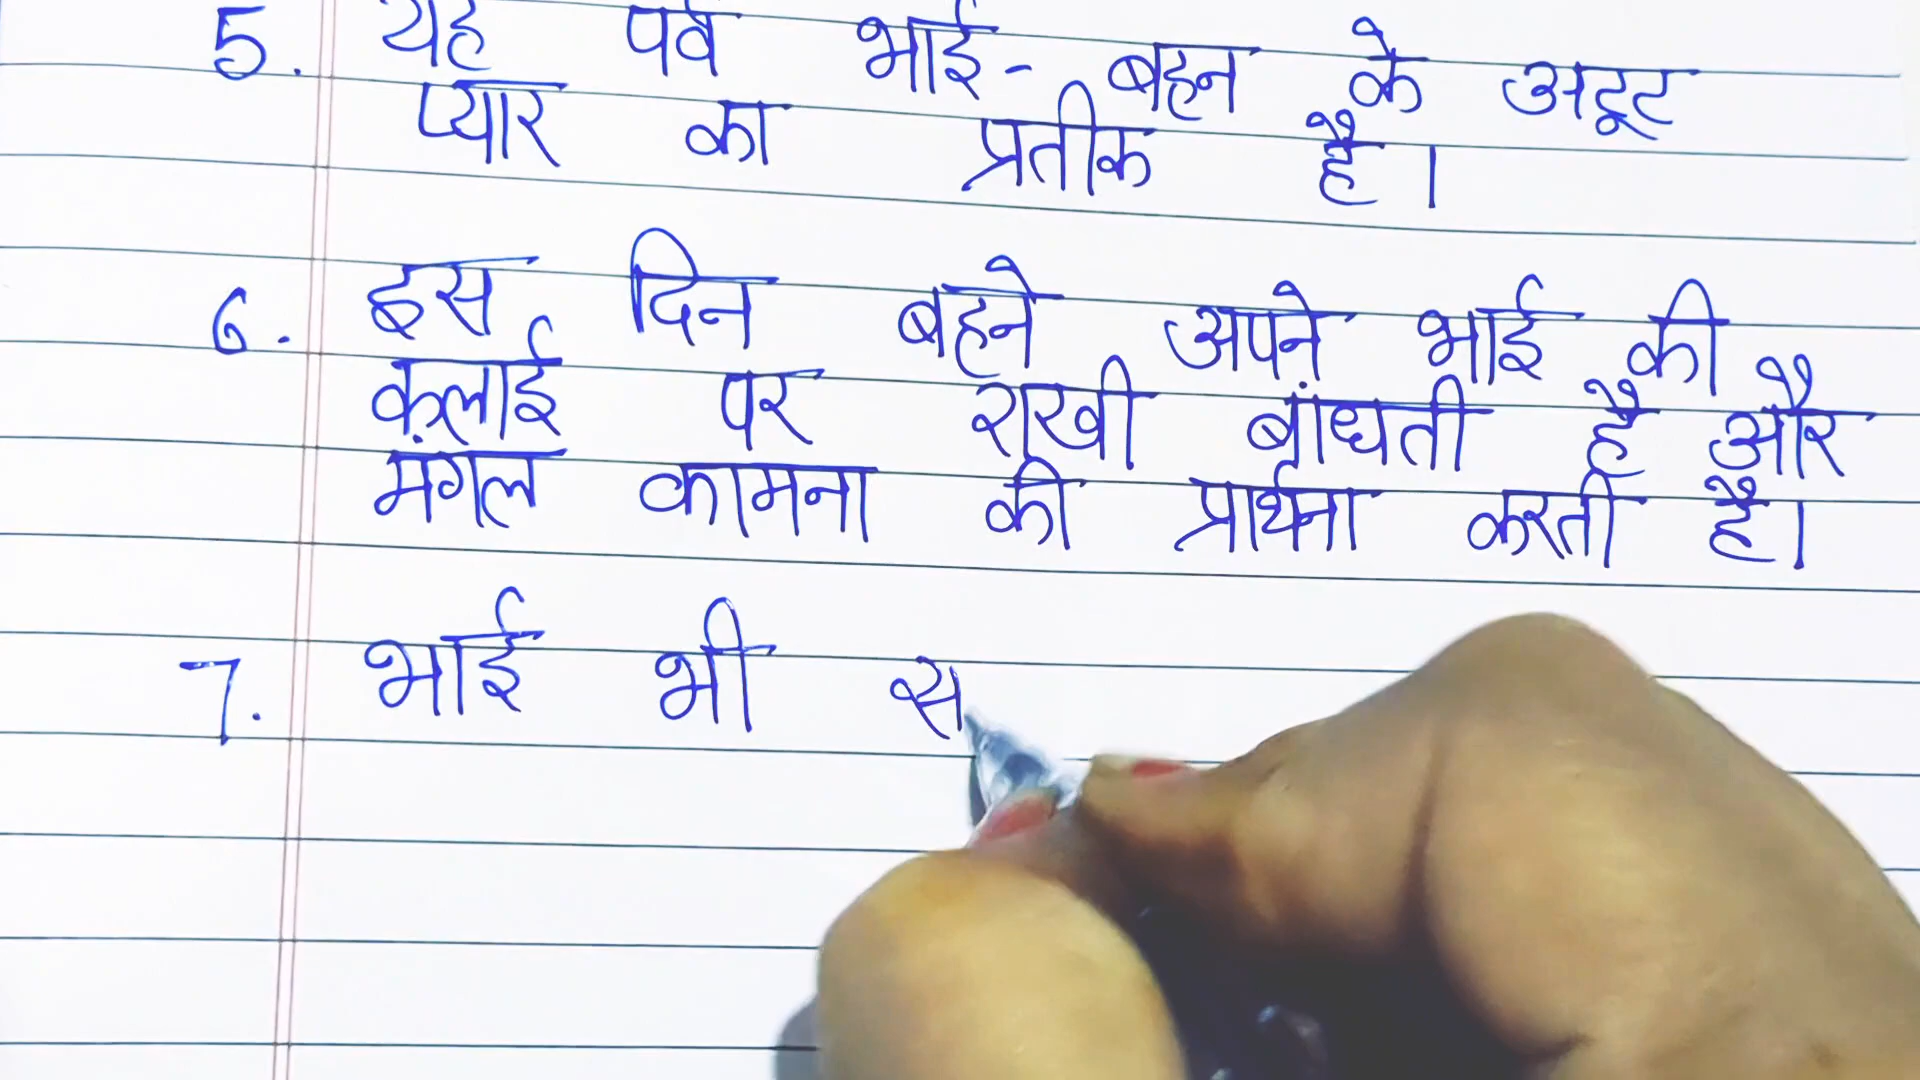 5. यह पर्व भाई- बहन के अटूट
प्यार का प्रतीक है।
6. इस दिन बहने अपने भाई की
कलाई पर राखी बांधती है और
मंगल कामना की प्रार्थना करती है।
7. भाई भी स